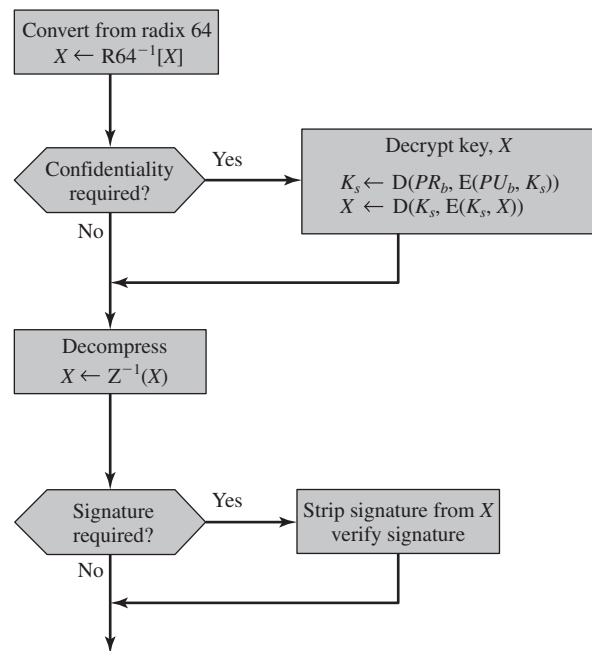 Convert from radix 64
X ← R64⁻¹[X]
Confidentiality
required?
Yes
No
Decrypt key, X
Kₛ ← D(PR_b, E(PU_b, Kₛ))
X ← D(Kₛ, E(Kₛ, X))
Decompress
X ← Z⁻¹(X)
Signature
required?
Yes
No
Strip signature from X
verify signature